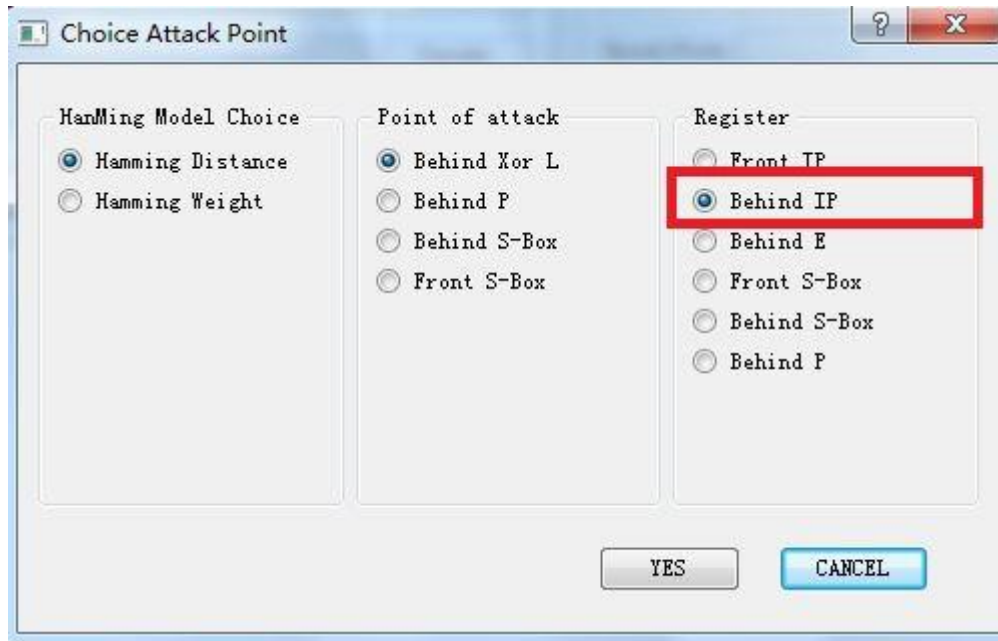 Choice Attack Point
HanMing Model Choice
Hamming Distance
Hamming Weight
Point of attack
Behind Xor L
Behind P
Behind S-Box
Front S-Box
Register
Front IP
Behind IP
Behind E
Front S-Box
Behind S-Box
Behind P
YES
CANCEL